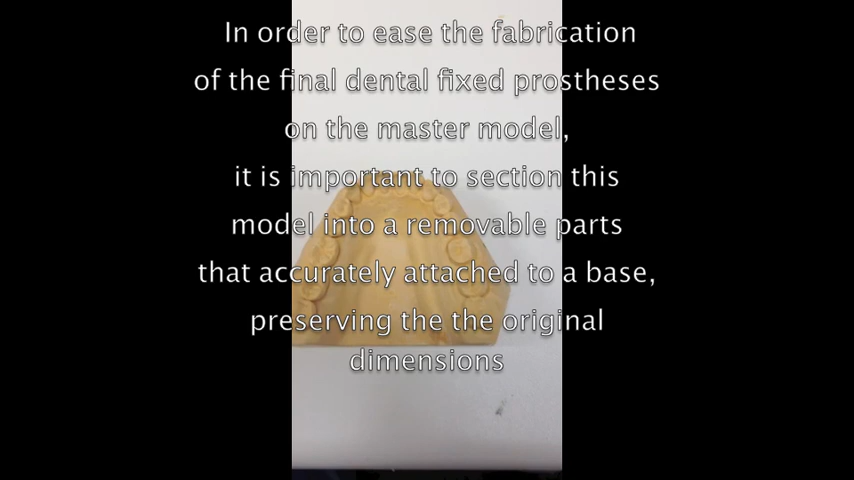 In order to ease the fabrication
of the final dental fixed prostheses
on the master model,
it is important to section this
model into a removable parts
that accurately attached to a base,
preserving the the original
dimensions